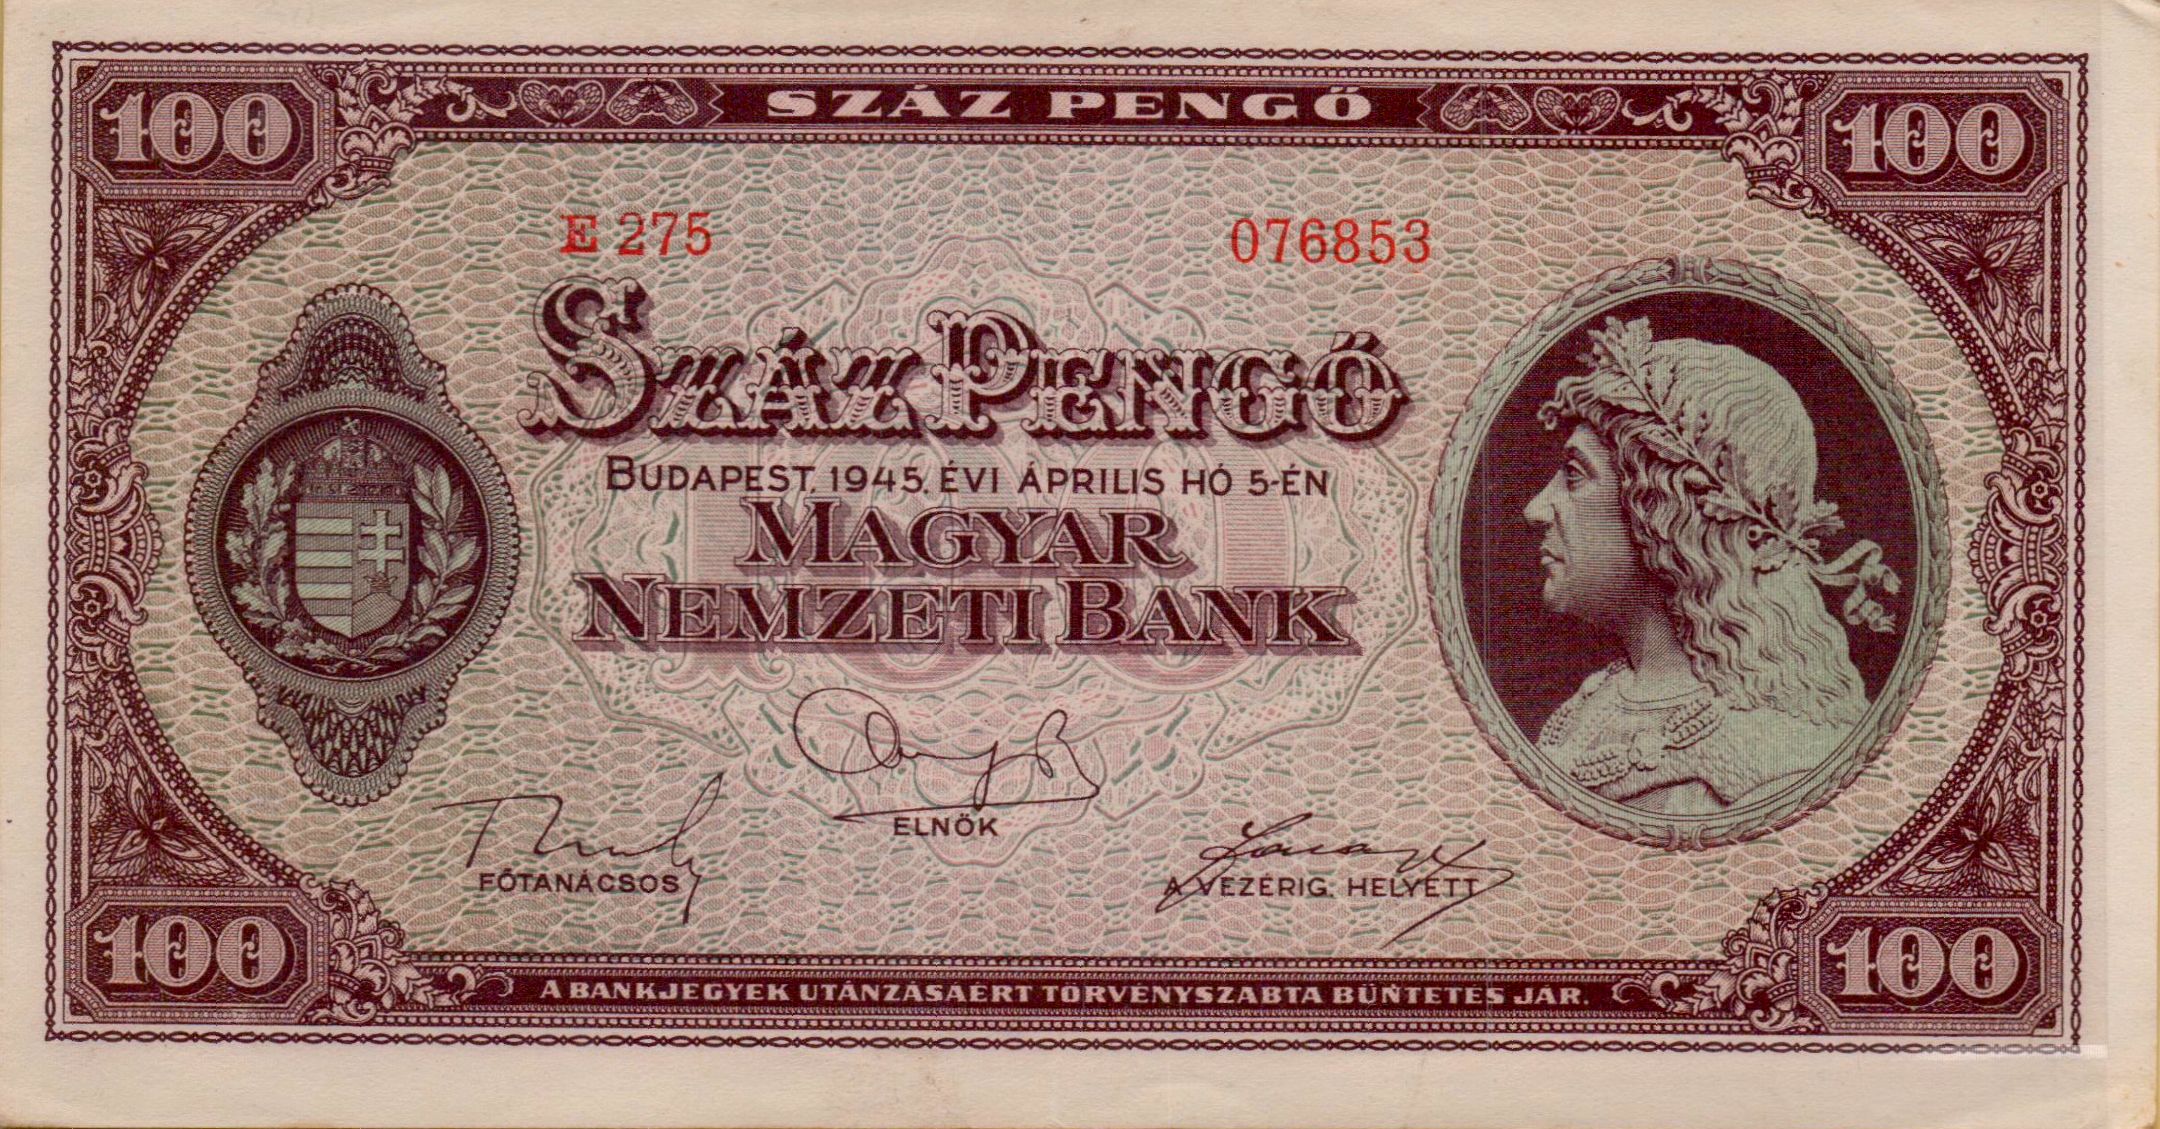 100 SZÁZ PENGŐ 100
E 275 076853
SZÁZ PENGŐ
BUDAPEST, 1945. ÉVI ÁPRILIS HÓ 5-ÉN
MAGYAR
NEMZETI BANK
ELNÖK
FŐTANÁCSOS A VEZÉRIG. HELYETT
100 A BANKJEGYEK UTÁNZÁSÁÉRT TÖRVÉNYSZABTA BÜNTETÉS JÁR. 100